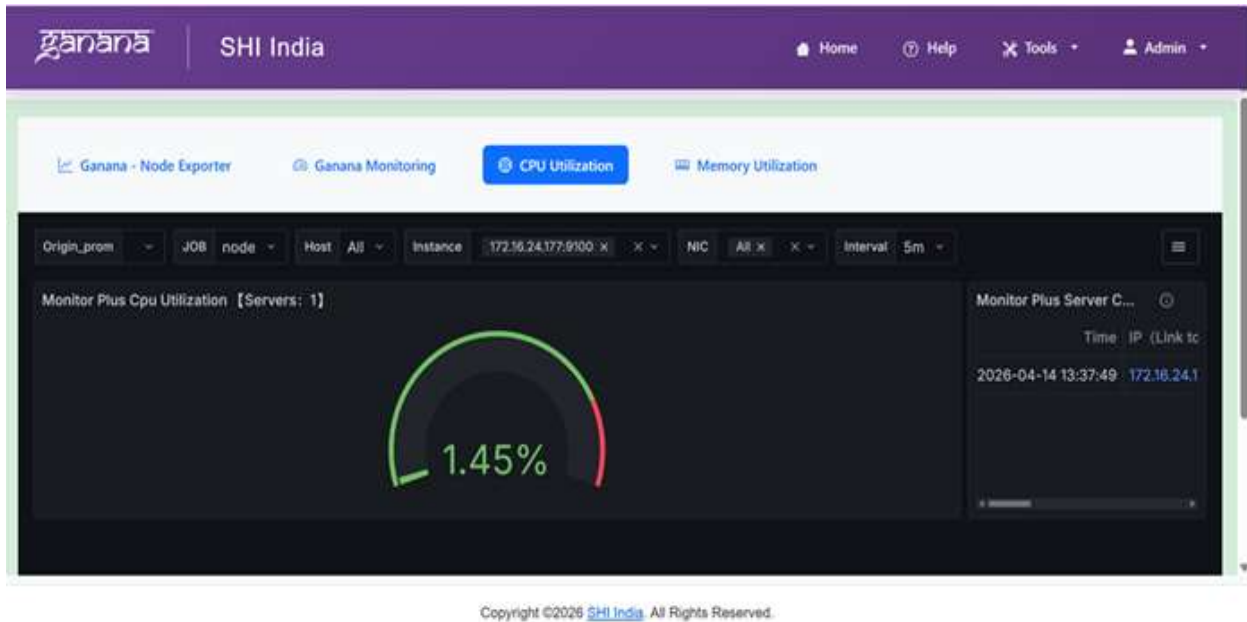 ganana
SHI India
Home
Help
Tools
Admin
Ganana - Node Exporter
Ganana Monitoring
CPU Utilization
Memory Utilization
Origin_prom
JOB node
Host All
Instance 172.16.24.177:9100 ×
NIC All ×
Interval 5m
Monitor Plus Cpu Utilization【Servers: 1】
1.45%
Monitor Plus Server C...
Time IP (Link to
2026-04-14 13:37:49 172.16.24.1
Copyright ©2026 SHI India. All Rights Reserved.